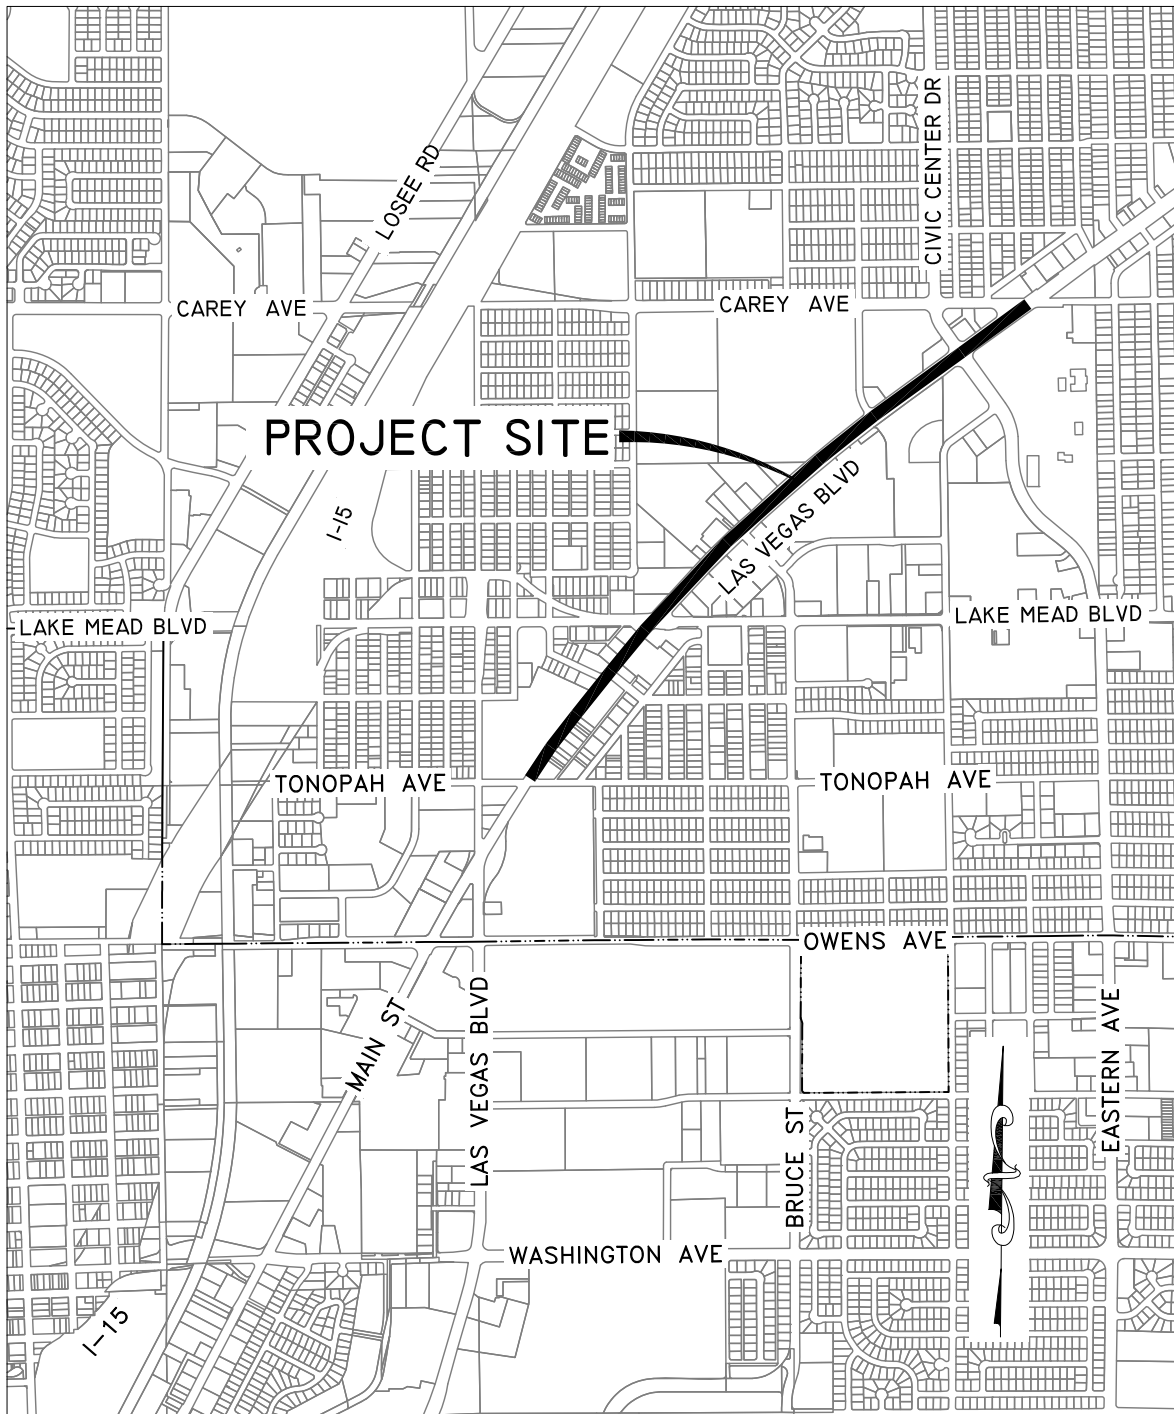 CIVIC CENTER DR
LOSEE RD
CAREY AVE
CAREY AVE
PROJECT SITE
I-15
LAS VEGAS BLVD
LAKE MEAD BLVD
LAKE MEAD BLVD
TONOPAH AVE
TONOPAH AVE
OWENS AVE
MAIN ST
LAS VEGAS BLVD
EASTERN AVE
BRUCE ST
WASHINGTON AVE
I-15